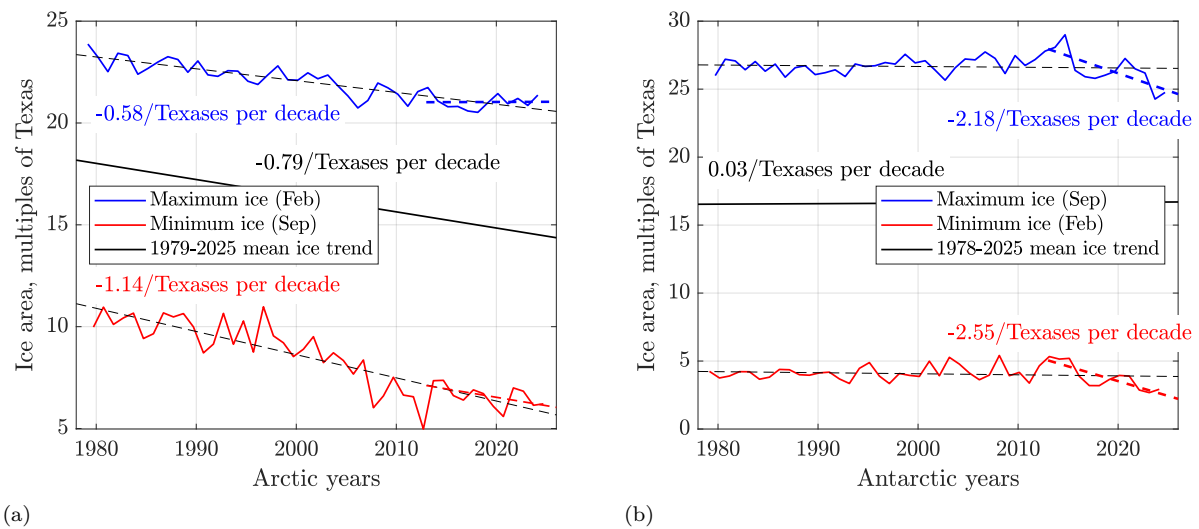 Ice area, multiples of Texas
25
20
15
10
5
-0.58/Texases per decade
-0.79/Texases per decade
Maximum ice (Feb)
Minimum ice (Sep)
1979-2025 mean ice trend
-1.14/Texases per decade
1980
1990
2000
2010
2020
Arctic years
(a)
Ice area, multiples of Texas
30
25
20
15
10
5
0
-2.18/Texases per decade
0.03/Texases per decade
Maximum ice (Sep)
Minimum ice (Feb)
1978-2025 mean ice trend
-2.55/Texases per decade
1980
1990
2000
2010
2020
Antarctic years
(b)